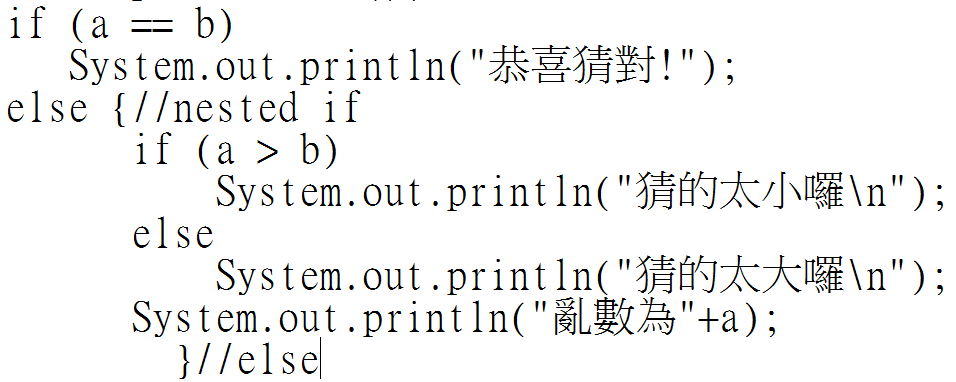 if (a == b)
System.out.println("恭喜猜對!");
else {//nested if
if (a > b)
System.out.println("猜的太小囉\n");
else
System.out.println("猜的太大囉\n");
System.out.println("亂數為"+a);
}//else